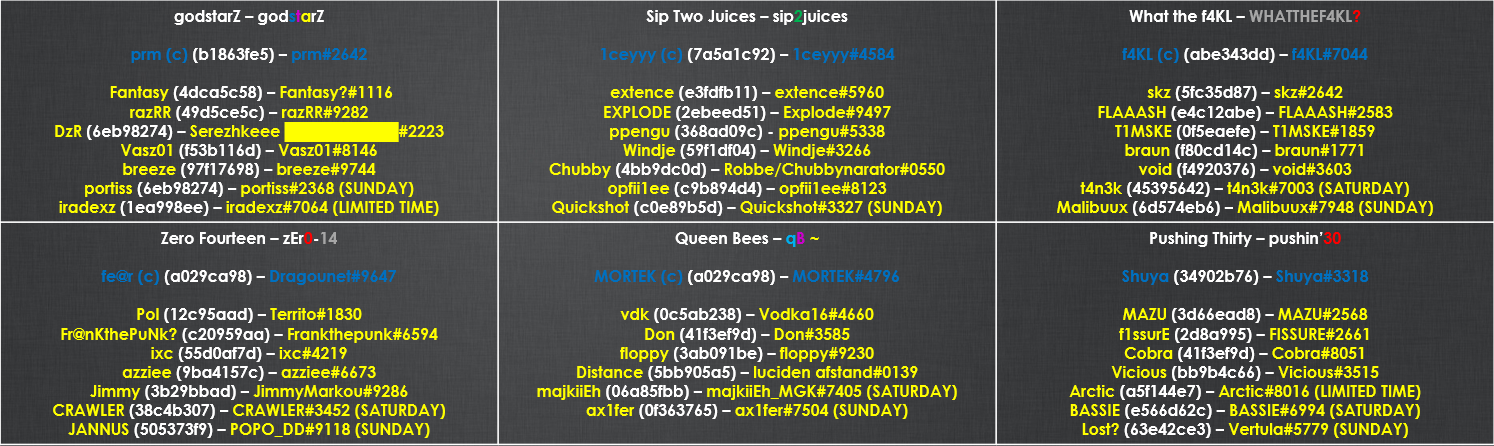 godstarZ – godstarZ
prm (c) (b1863fe5) – prm#2642
Fantasy (4dca5c58) – Fantasy?#1116
razRR (49d5ce5c) – razRR#9282
DzR (6eb98274) – Serezhkeee #2223
Vasz01 (f53b116d) – Vasz01#8146
breeze (97f17698) – breeze#9744
portiss (6eb98274) – portiss#2368 (SUNDAY)
iradexz (1ea998ee) – iradexz#7064 (LIMITED TIME)
Sip Two Juices – sip2juices
1ceyyy (c) (7a5a1c92) – 1ceyyy#4584
extence (e3fdfb11) – extence#5960
EXPLODE (2ebeed51) – Explode#9497
ppengu (368ad09c) - ppengu#5338
Windje (59f1df04) – Windje#3266
Chubby (4bb9dc0d) – Robbe/Chubbynarator#0550
opfii1ee (c9b894d4) – opfii1ee#8123
Quickshot (c0e89b5d) – Quickshot#3327 (SUNDAY)
What the f4KL – WHATTHEF4KL?
f4KL (c) (abe343dd) – f4KL#7044
skz (5fc35d87) – skz#2642
FLAAASH (e4c12abe) – FLAAASH#2583
T1MSKE (0f5eaefe) – T1MSKE#1859
braun (f80cd14c) – braun#1771
void (f4920376) – void#3603
t4n3k (45395642) – t4n3k#7003 (SATURDAY)
Malibuux (6d574eb6) – Malibuux#7948 (SUNDAY)
Zero Fourteen – zEr0-14
fe@r (c) (a029ca98) – Dragounet#9647
Pol (12c95aad) – Territo#1830
Fr@nKthePuNk? (c20959aa) – Frankthepunk#6594
ixc (55d0af7d) – ixc#4219
azziee (9ba4157c) – azziee#6673
Jimmy (3b29bbad) – JimmyMarkou#9286
CRAWLER (38c4b307) – CRAWLER#3452 (SATURDAY)
JANNUS (505373f9) – POPO_DD#9118 (SUNDAY)
Queen Bees – qB ~
MORTEK (c) (a029ca98) – MORTEK#4796
vdk (0c5ab238) – Vodka16#4660
Don (41f3ef9d) – Don#3585
floppy (3ab091be) – floppy#9230
Distance (5bb905a5) – luciden afstand#0139
majkiiEh (06a85fbb) – majkiiEh_MGK#7405 (SATURDAY)
ax1fer (0f363765) – ax1fer#7504 (SUNDAY)
Pushing Thirty – pushin'30
Shuya (34902b76) – Shuya#3318
MAZU (3d66ead8) – MAZU#2568
f1ssurE (2d8a995) – FISSURE#2661
Cobra (41f3ef9d) – Cobra#8051
Vicious (bb9b4c66) – Vicious#3515
Arctic (a5f144e7) – Arctic#8016 (LIMITED TIME)
BASSIE (e566d62c) – BASSIE#6994 (SATURDAY)
Lost? (63e42ce3) – Vertula#5779 (SUNDAY)